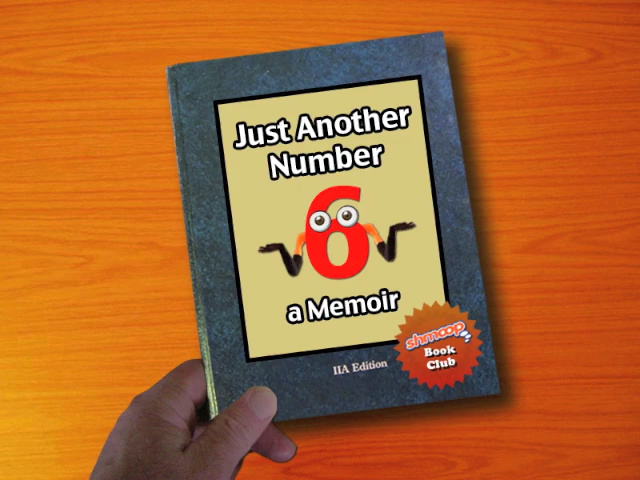 Just Another
Number
6
a Memoir
IIA Edition
shmoop
Book
Club